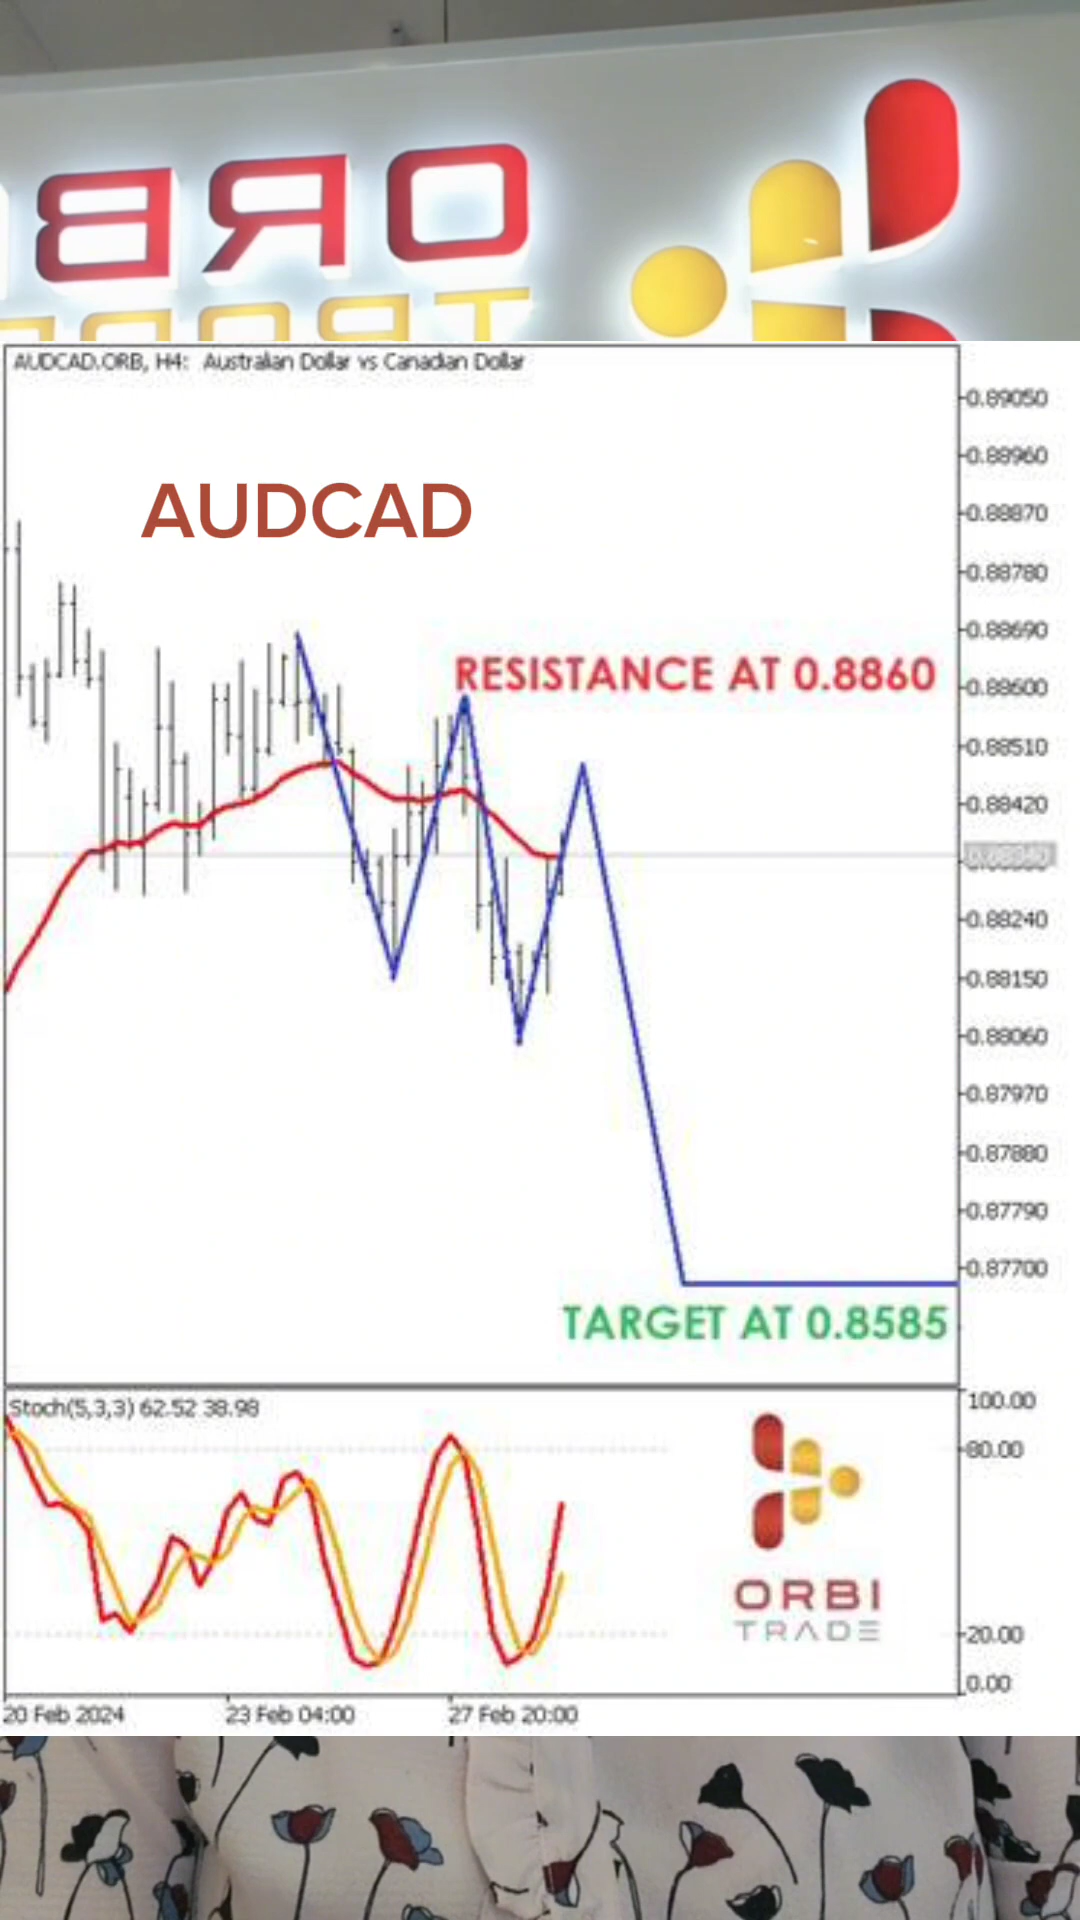 ORB
AUDCAD.ORB, H4: Australian Dollar vs Canadian Dollar
AUDCAD
RESISTANCE AT 0.8860
TARGET AT 0.8585
0.89050
0.88960
0.88870
0.88780
0.88690
0.88600
0.88510
0.88420
0.88240
0.88150
0.88060
0.87970
0.87880
0.87790
0.87700
Stoch(5,3,3) 62.52 38.98
100.00
80.00
20.00
0.00
ORBI
TRADE
20 Feb 2024
23 Feb 04:00
27 Feb 20:00